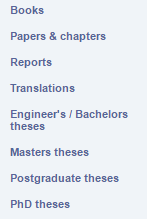 Books
Papers & chapters
Reports
Translations
Engineer's / Bachelors
theses
Masters theses
Postgraduate theses
PhD theses